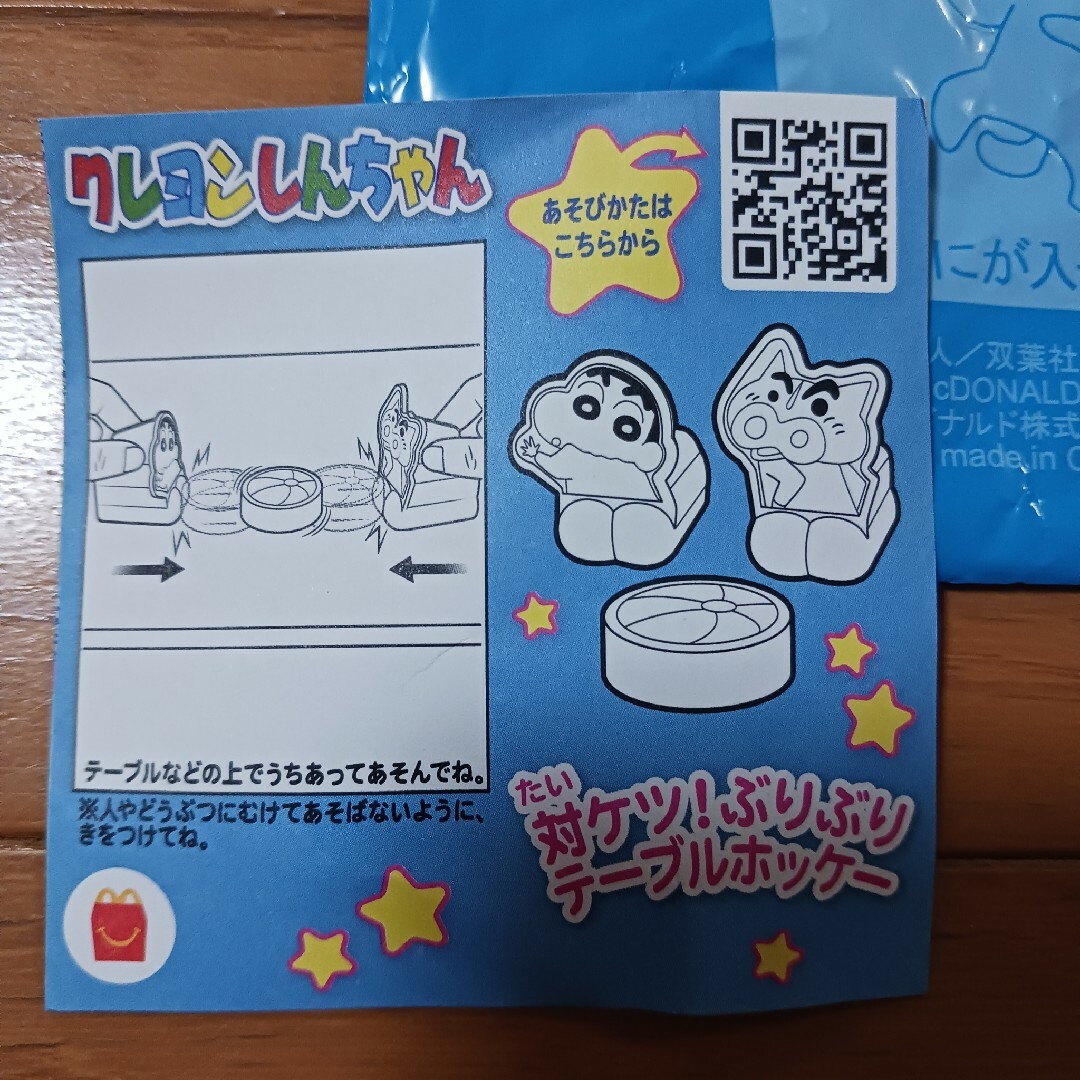 クレヨンしんちゃん
あそびかたは
こちらから
テーブルなどの上でうちあってあそんでね。
※人やどうぶつにむけてあそばないように、
きをつけてね。
たい
対ケツ!ぶりぶり
テーブルホッケー
にが入
人/双葉社
cDONALD
ナルド株式
made in C